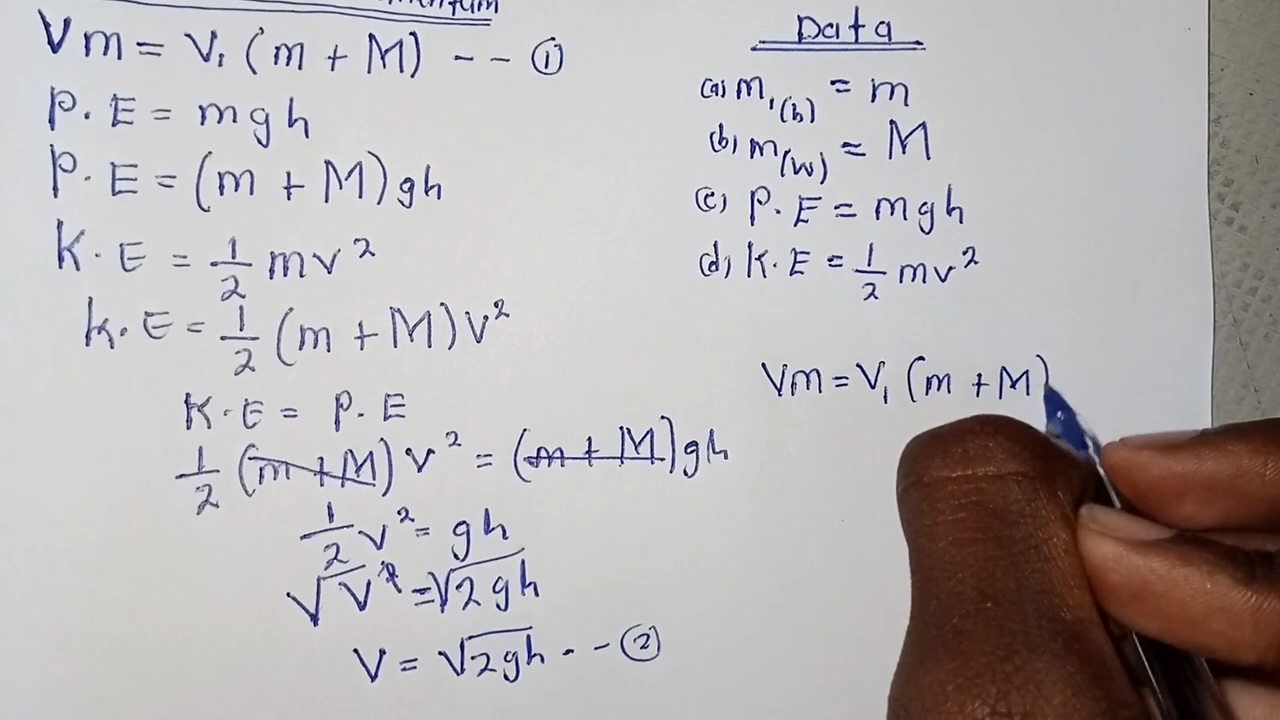 Vm = V₁ (m + M) -- ①
P.E = mgh
P.E = (m + M)gh
K.E = 1/2 mv²
K.E = 1/2 (m + M)V²
K.E = P.E
1/2 (m+M) V² = (m + M)gh
1/2 V² = gh
√V² = √2gh
V = √2gh -- ②
Data
(a) m₁(b) = m
(b) m(w) = M
(c) P.E = mgh
(d) K.E = 1/2 mv²
Vm = V₁ (m + M)